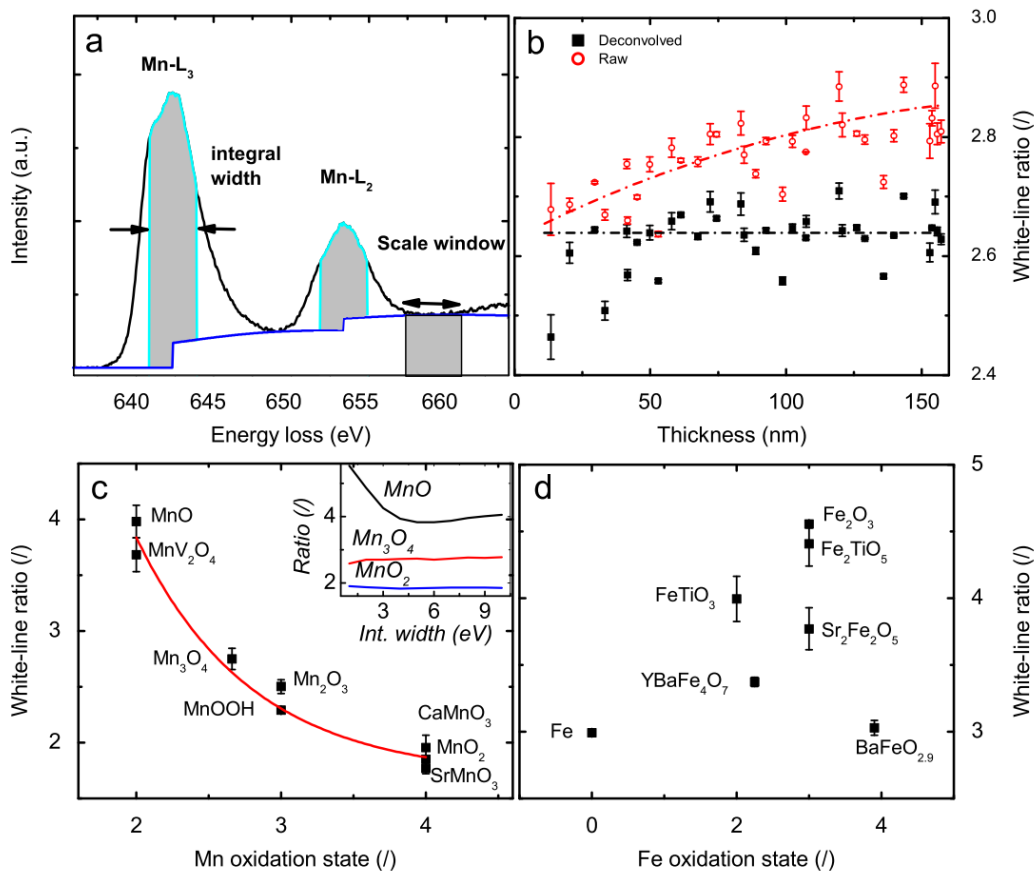 a
Mn-L₃
integral
width
Mn-L₂
Scale window
Intensity (a.u.)
640 645 650 655 660
Energy loss (eV)
b
Deconvolved
Raw
3.0
2.8
2.6
2.4
White-line ratio (/)
0 50 100 150
Thickness (nm)
c
4
3
2
White-line ratio (/)
MnO
MnV₂O₄
Mn₃O₄
Mn₂O₃
MnOOH
CaMnO₃
MnO₂
SrMnO₃
2 3 4
Mn oxidation state (/)
Ratio (/)
4
2
MnO
Mn₃O₄
MnO₂
3 6 9
Int. width (eV)
d
5
4
3
White-line ratio (/)
Fe₂O₃
Fe₂TiO₅
FeTiO₃
Sr₂Fe₂O₅
YBaFe₄O₇
Fe
BaFeO₂.₉
0 2 4
Fe oxidation state (/)